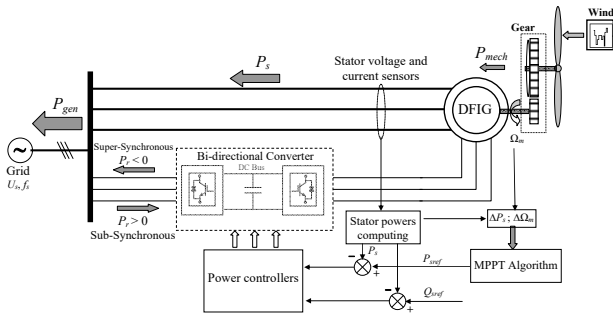 Wind
Gear
P_s
Stator voltage and
current sensors
P_mech
P_gen
DFIG
Ω_m
Super-Synchronous
P_r < 0
Bi-directional Converter
DC Bus
Grid
U_s, f_s
P_r > 0
Sub-Synchronous
Stator powers
computing
ΔP_s ; ΔΩ_m
P_s
−
+
P_sref
MPPT Algorithm
Power controllers
−
+
Q_sref